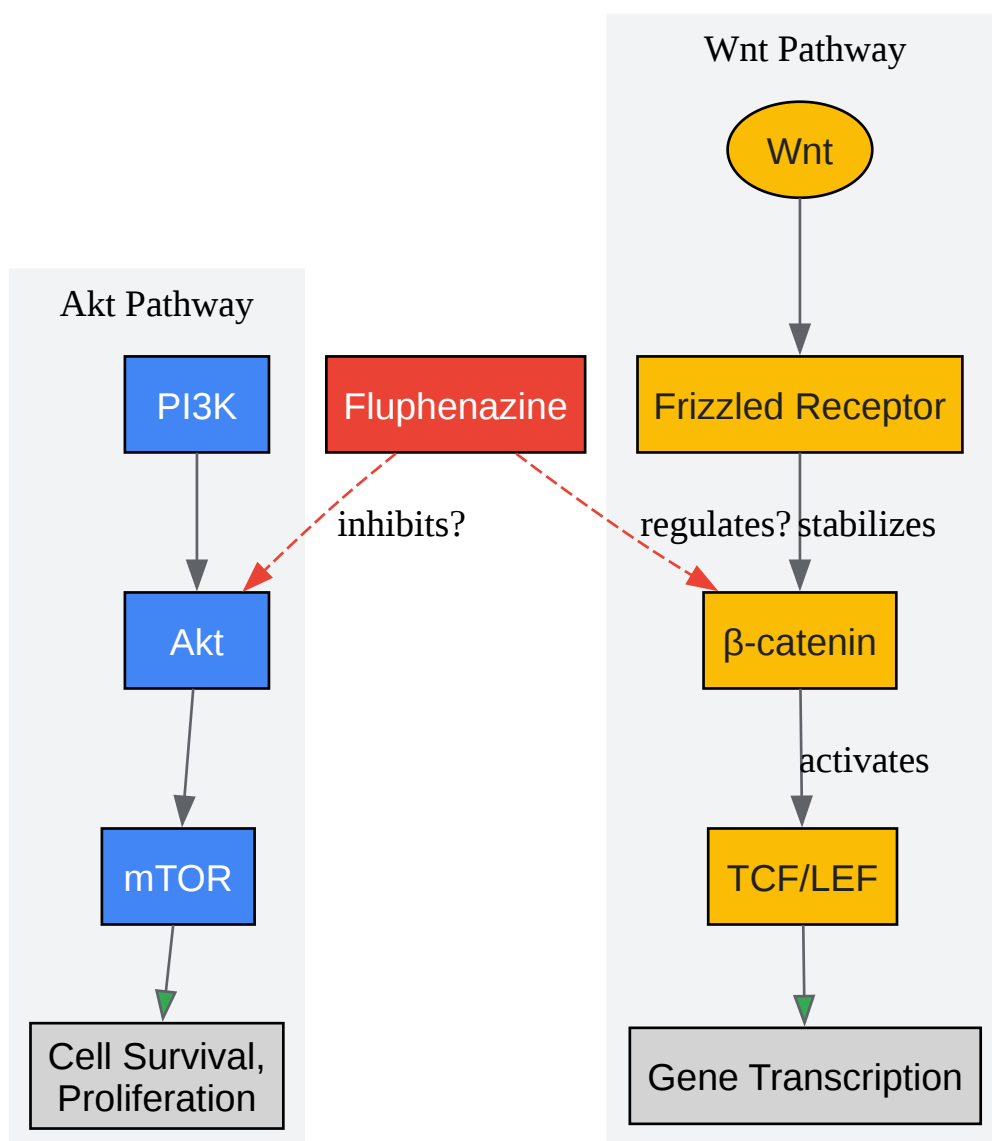 Wnt Pathway
Wnt
Akt Pathway
PI3K
Fluphenazine
Frizzled Receptor
inhibits?
regulates?
stabilizes
Akt
β-catenin
activates
mTOR
TCF/LEF
Cell Survival,
Proliferation
Gene Transcription